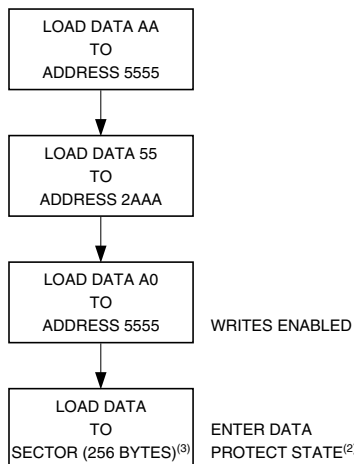 LOAD DATA AA
TO
ADDRESS 5555
LOAD DATA 55
TO
ADDRESS 2AAA
LOAD DATA A0
TO
ADDRESS 5555
WRITES ENABLED
LOAD DATA
TO
SECTOR (256 BYTES)(3)
ENTER DATA
PROTECT STATE(2)